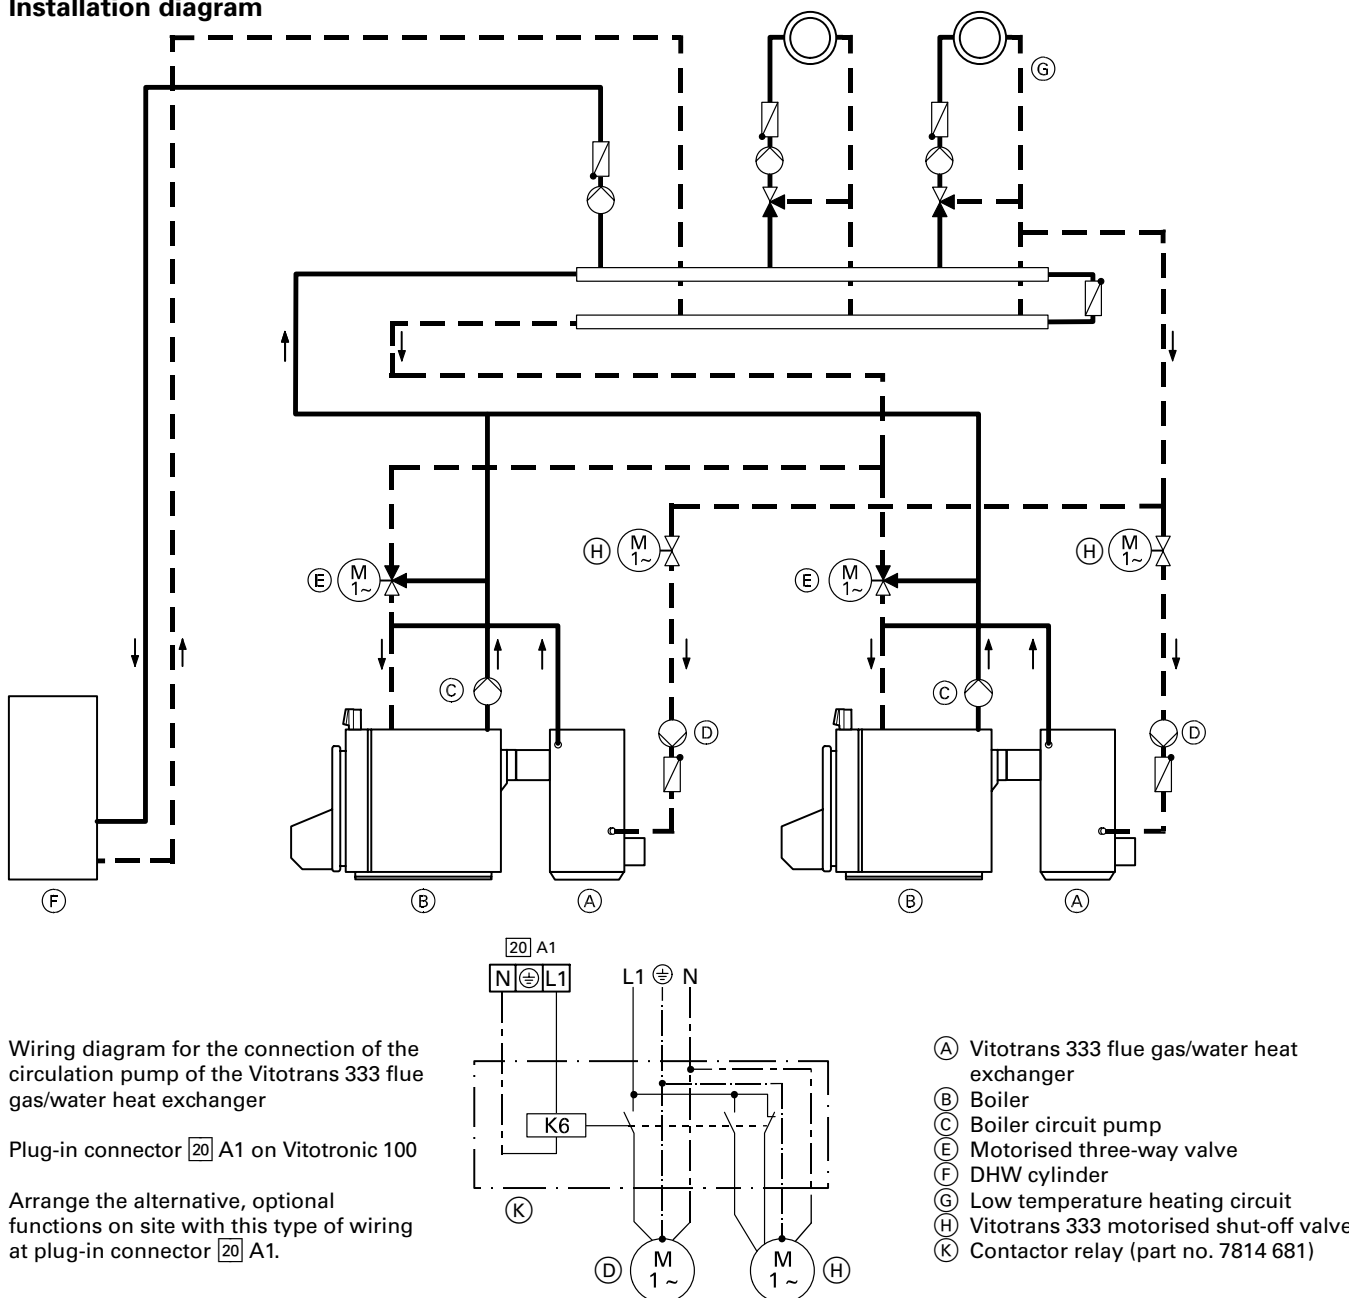 Installation diagram
G
H M 1~
H M 1~
E M 1~
E M 1~
C
C
D
D
F
B
A
B
A
20 A1
N L1
L1 N
K6
K
D M 1~
M 1~ H
Wiring diagram for the connection of the
circulation pump of the Vitotrans 333 flue
gas/water heat exchanger
Plug-in connector 20 A1 on Vitotronic 100
Arrange the alternative, optional
functions on site with this type of wiring
at plug-in connector 20 A1.
A Vitotrans 333 flue gas/water heat
exchanger
B Boiler
C Boiler circuit pump
E Motorised three-way valve
F DHW cylinder
G Low temperature heating circuit
H Vitotrans 333 motorised shut-off valve
K Contactor relay (part no. 7814 681)